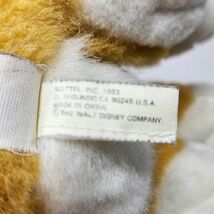 MATTEL, INC. 1993
EL SEGUNDO, CA 90245 U.S.A.
MADE IN CHINA
© THE WALT DISNEY COMPANY.